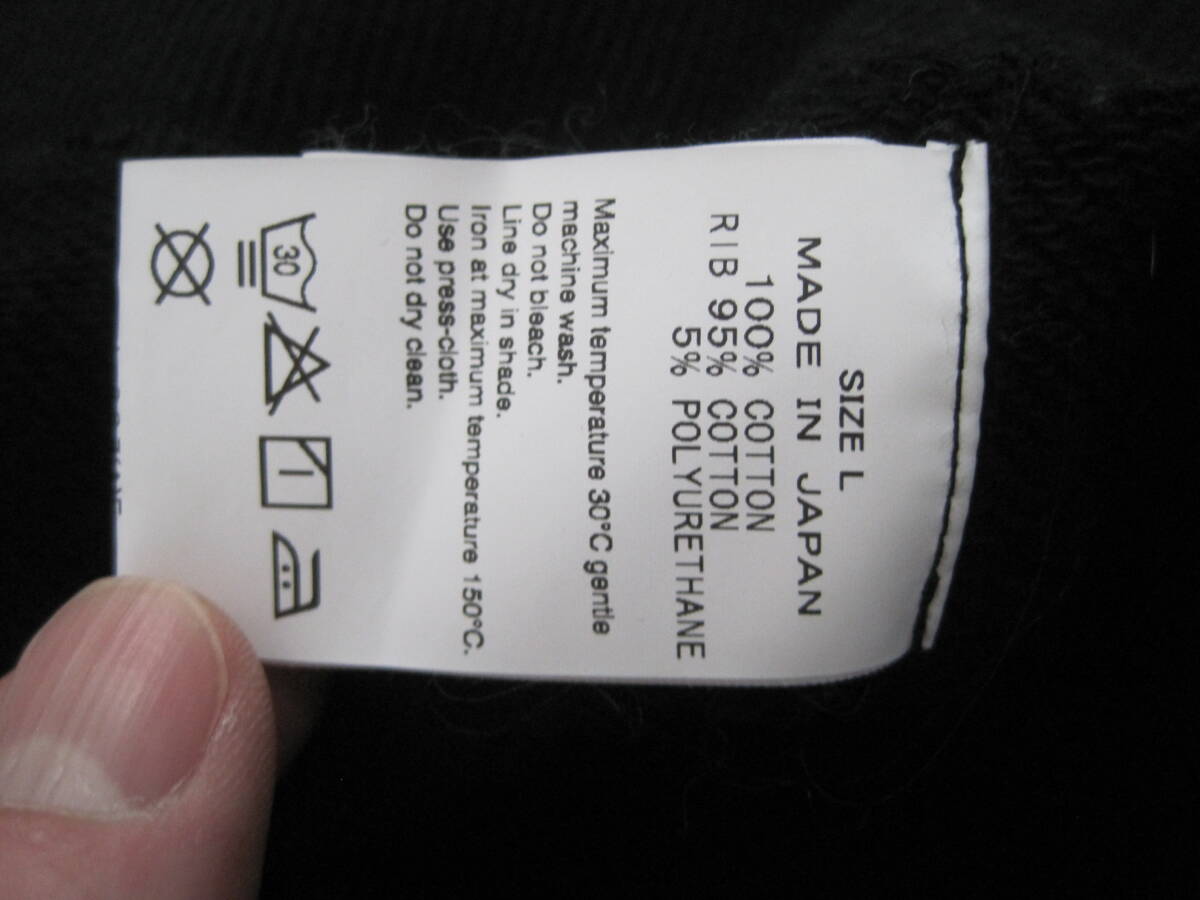 SIZE L
MADE IN JAPAN
100% COTTON
RIB 95% COTTON
5% POLYURETHANE
Maximum temperature 30°C gentle
machine wash.
Do not bleach.
Line dry in shade.
Iron at maximum temperature 150°C.
Use press-cloth.
Do not dry clean.
30